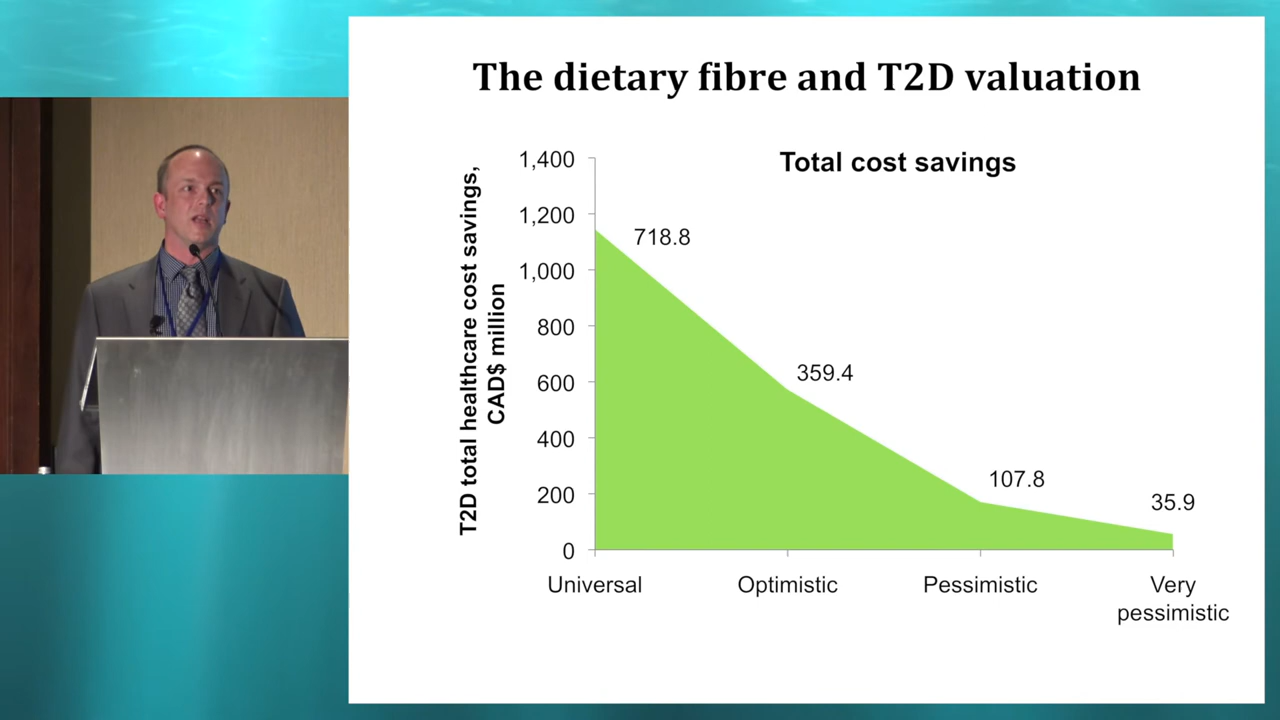 The dietary fibre and T2D valuation
Total cost savings
T2D total healthcare cost savings,
CAD$ million
1,400
1,200
1,000
800
600
400
200
0
718.8
359.4
107.8
35.9
Universal
Optimistic
Pessimistic
Very
pessimistic